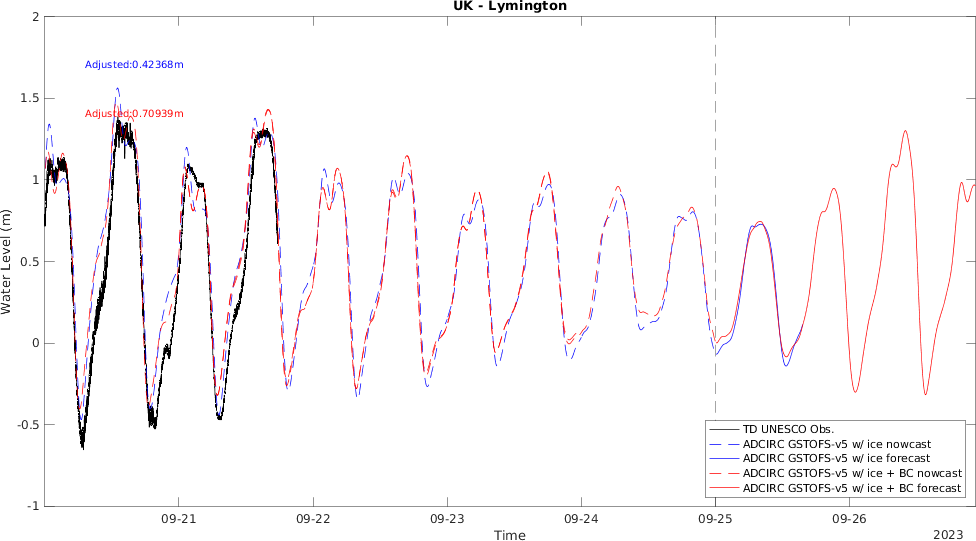 UK - Lymington
2
1.5
1
0.5
0
-0.5
-1
Water Level (m)
Adjusted:0.42368m
Adjusted:0.70939m
09-21
09-22
09-23
09-24
09-25
09-26
Time
2023
TD UNESCO Obs.
ADCIRC GSTOFS-v5 w/ ice nowcast
ADCIRC GSTOFS-v5 w/ ice forecast
ADCIRC GSTOFS-v5 w/ ice + BC nowcast
ADCIRC GSTOFS-v5 w/ ice + BC forecast